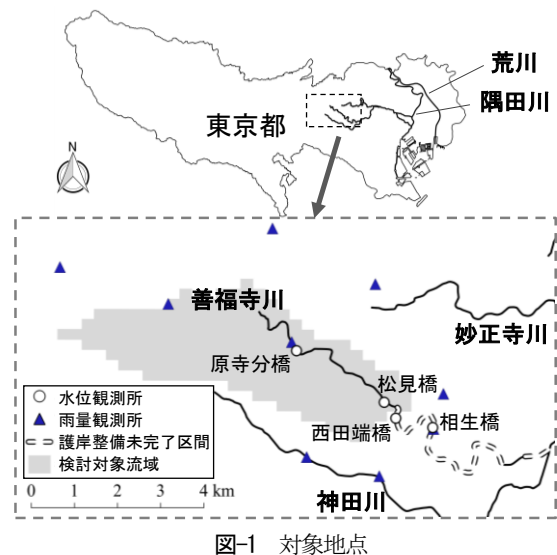 荒川
隅田川
東京都
N
善福寺川
妙正寺川
原寺分橋
松見橋
西田端橋
相生橋
水位観測所
雨量観測所
護岸整備未完了区間
検討対象流域
0 1 2 3 4 km
神田川
図-1 対象地点